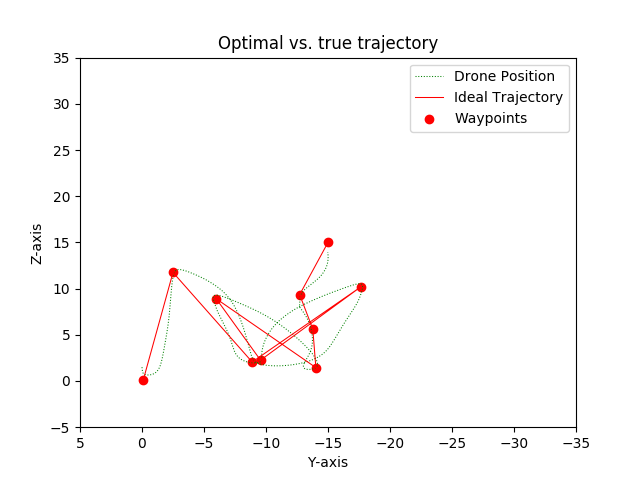 Optimal vs. true trajectory
Drone Position
Ideal Trajectory
Waypoints
35
30
25
20
15
10
5
0
−5
Z-axis
5 0 −5 −10 −15 −20 −25 −30 −35
Y-axis